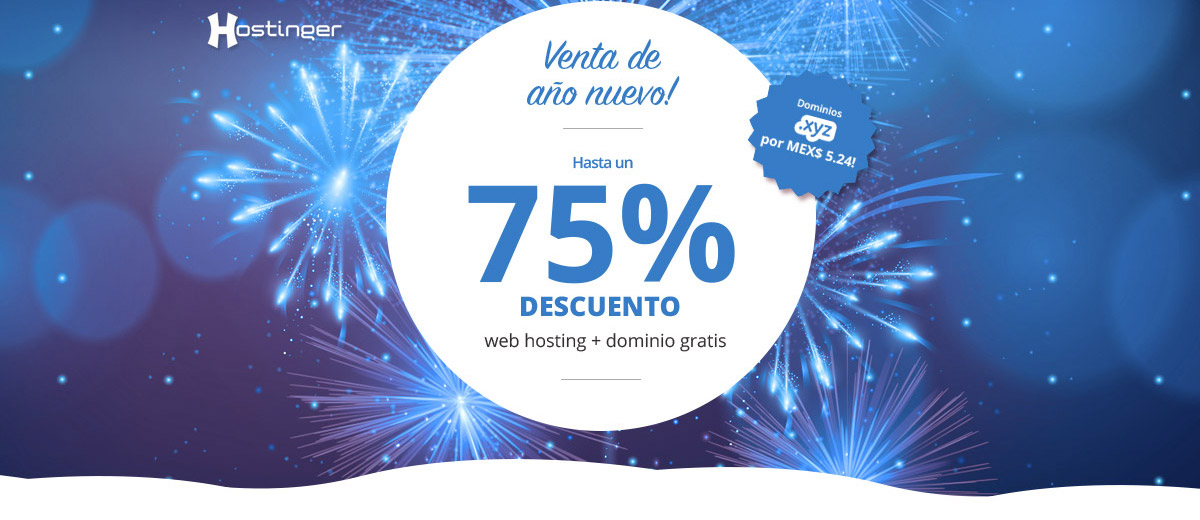 Hostinger
Venta de
año nuevo!
Hasta un
75%
DESCUENTO
web hosting + dominio gratis
Dominios
.xyz
por MEX$ 5.24!